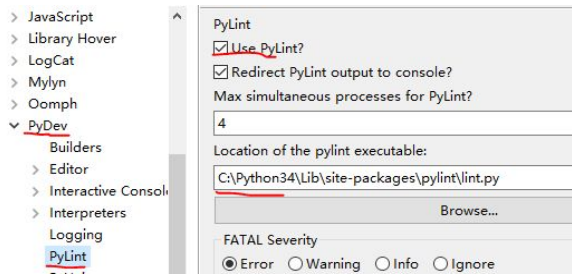 JavaScript
Library Hover
LogCat
Mylyn
Oomph
PyDev
Builders
Editor
Interactive Consol
Interpreters
Logging
PyLint
PyLint
Use PyLint?
Redirect PyLint output to console?
Max simultaneous processes for PyLint?
4
Location of the pylint executable:
C:\Python34\Lib\site-packages\pylint\lint.py
Browse...
FATAL Severity
Error Warning Info Ignore